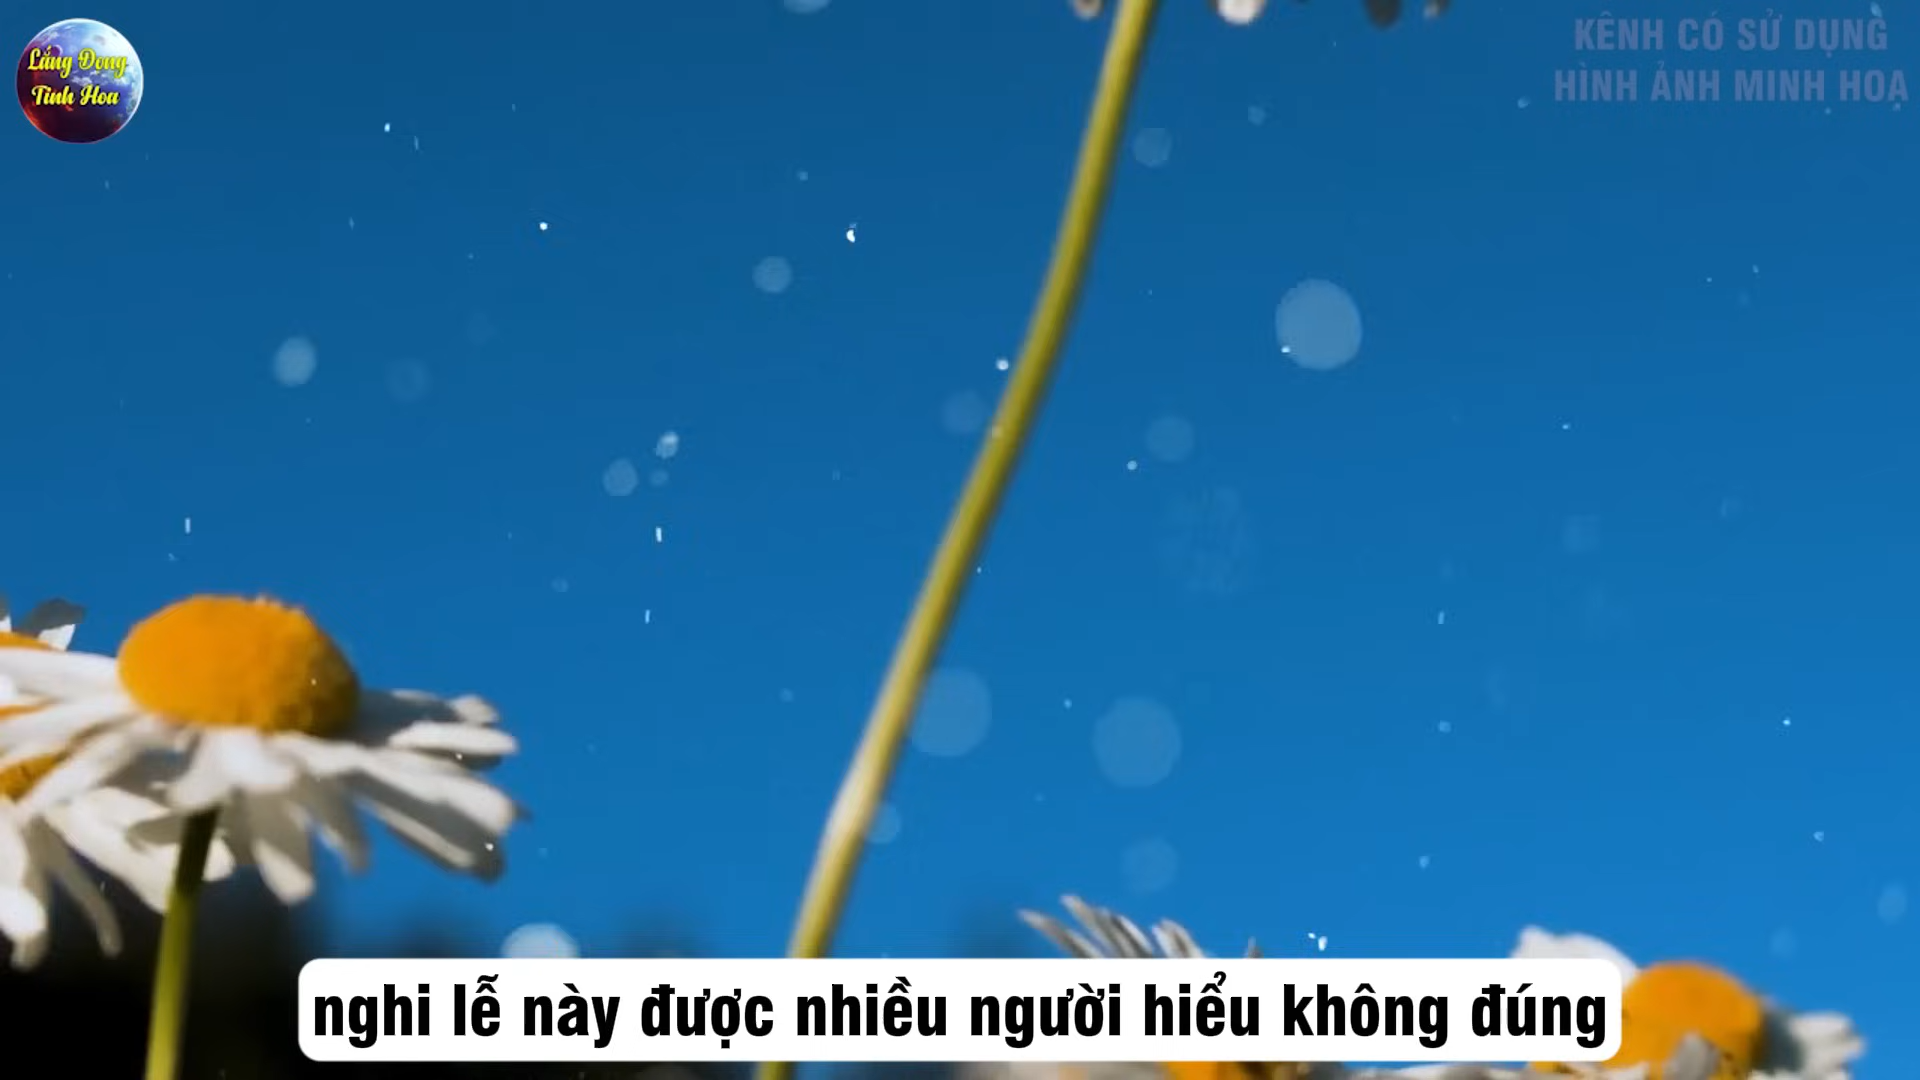 Lắng Đọng
Tinh Hoa
KÊNH CÓ SỬ DỤNG
HÌNH ẢNH MINH HOẠ
nghi lễ này được nhiều người hiểu không đúng